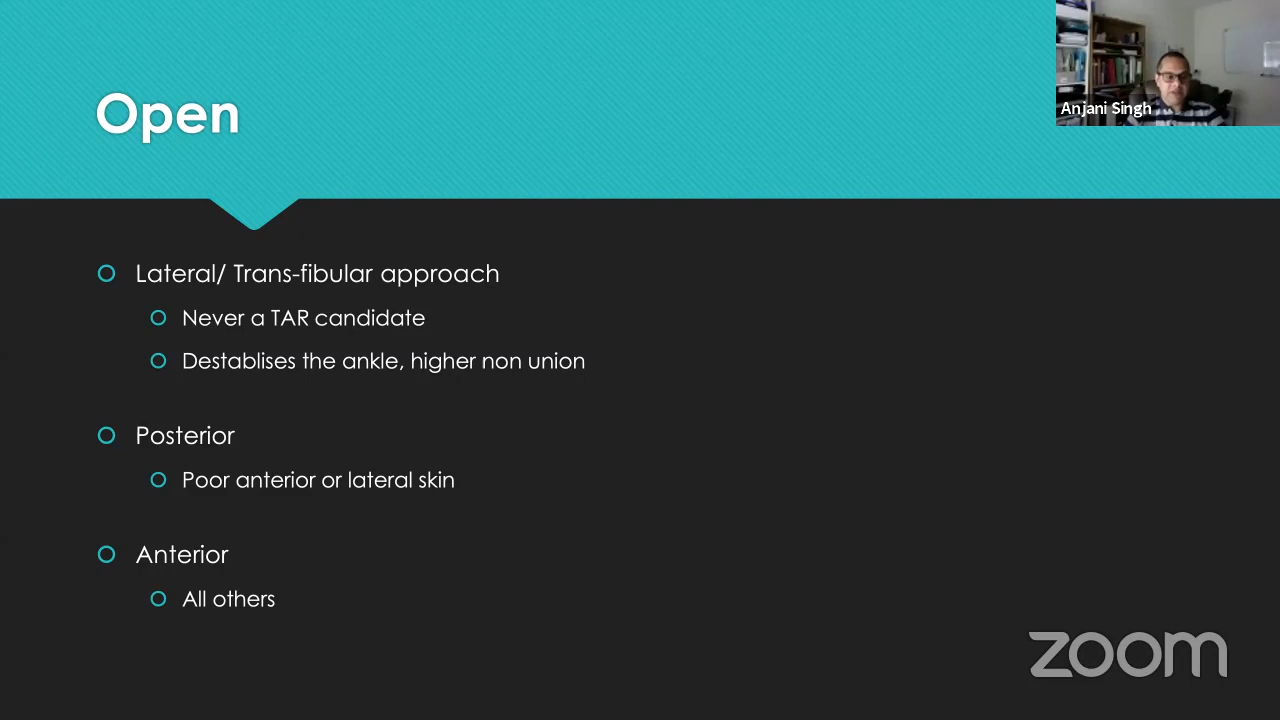 Open
Anjani Singh
Lateral/ Trans-fibular approach
Never a TAR candidate
Destablises the ankle, higher non union
Posterior
Poor anterior or lateral skin
Anterior
All others
zoom